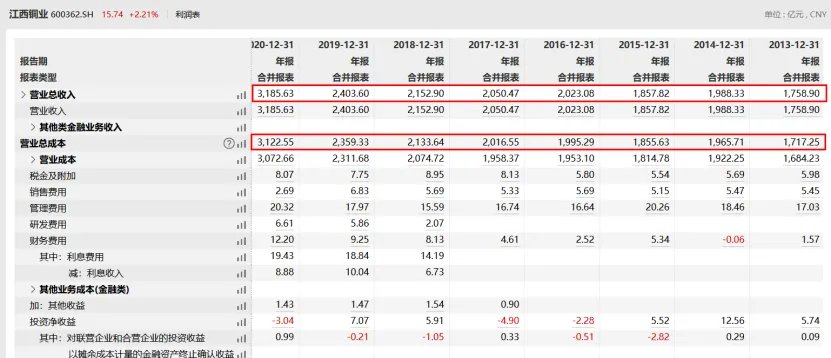 江西铜业 600362.SH 15.74 +2.21% 利润表 单位 : 亿元 , CNY
020-12-31 2019-12-31 2018-12-31 2017-12-31 2016-12-31 2015-12-31 2014-12-31 2013-12-31
报告期 年报 年报 年报 年报 年报 年报 年报 年报
报表类型 合并报表 合并报表 合并报表 合并报表 合并报表 合并报表 合并报表 合并报表
营业总收入 3,185.63 2,403.60 2,152.90 2,050.47 2,023.08 1,857.82 1,988.33 1,758.90
营业收入 3,185.63 2,403.60 2,152.90 2,050.47 2,023.08 1,857.82 1,988.33 1,758.90
其他类金融业务收入
营业总成本 ? 3,122.55 2,359.33 2,133.64 2,016.55 1,995.29 1,855.63 1,965.71 1,717.25
营业成本 3,072.66 2,311.68 2,074.72 1,958.37 1,953.10 1,814.78 1,922.25 1,684.23
税金及附加 8.07 7.75 8.95 8.13 5.80 5.54 5.69 5.98
销售费用 2.69 6.83 5.69 5.33 5.69 5.15 5.47 5.45
管理费用 20.32 17.97 15.59 16.74 16.64 20.26 18.46 17.03
研发费用 6.61 5.86 2.07
财务费用 12.20 9.25 8.13 4.61 2.52 5.34 -0.06 1.57
其中：利息费用 19.43 18.84 14.19
减：利息收入 8.88 10.04 6.73
其他业务成本(金融类)
加：其他收益 1.43 1.47 1.54 0.90
投资净收益 -3.04 7.07 5.91 -4.90 -2.28 5.52 12.56 5.74
其中：对联营企业和合营企业的投资收益 0.99 -0.21 -1.05 0.33 -0.51 -2.82 0.29 0.09
以摊余成本计量的金融资产终止确认收益